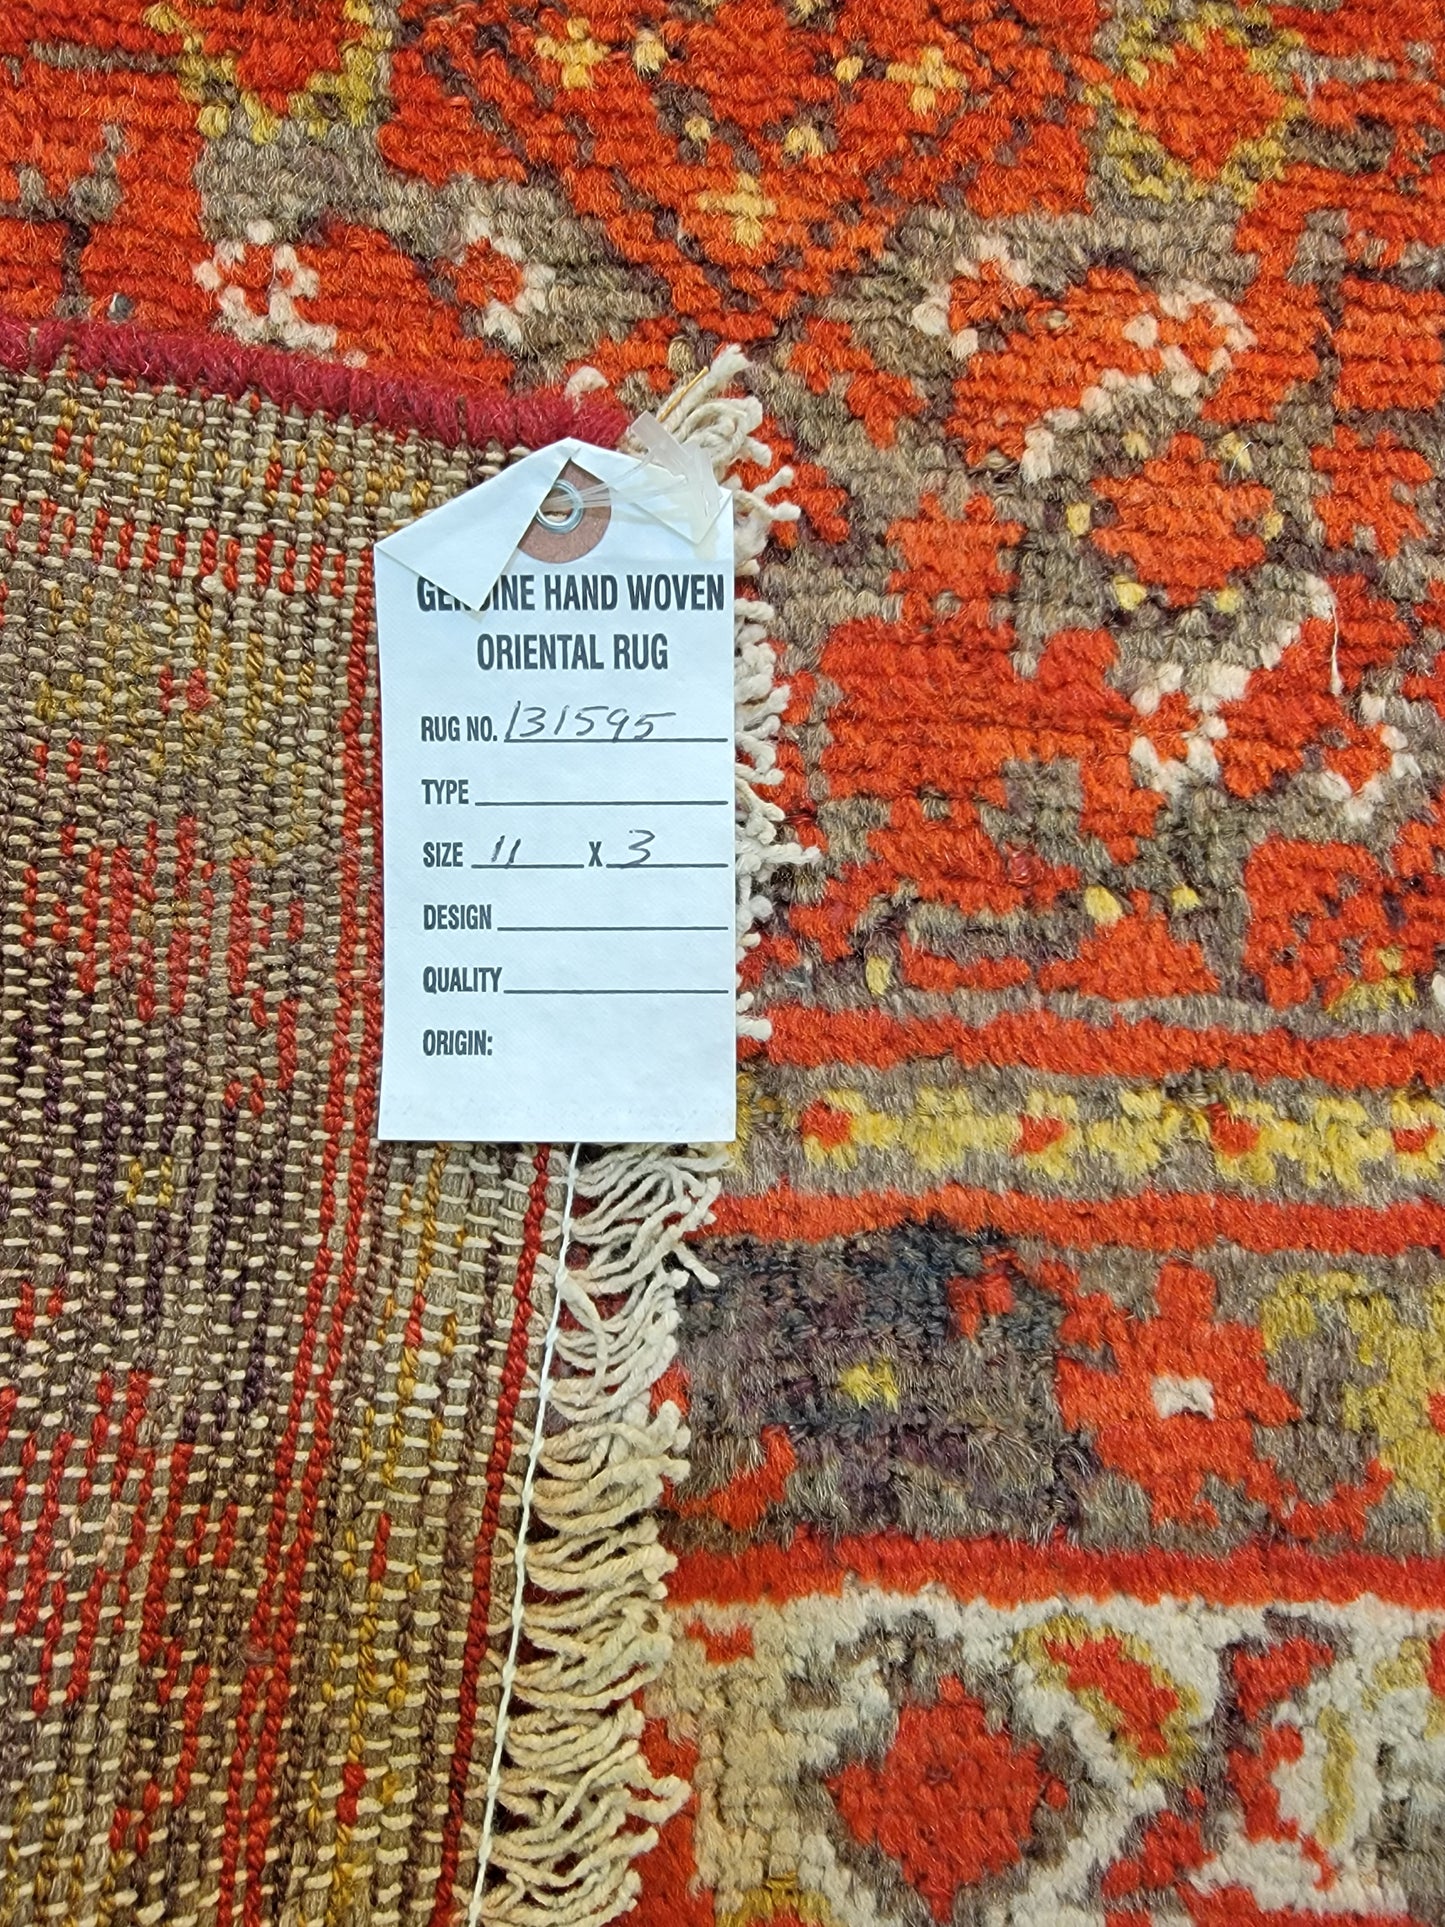 GENUINE HAND WOVEN
ORIENTAL RUG
RUG NO. 131595
TYPE
SIZE 11 X 3
DESIGN
QUALITY
ORIGIN: